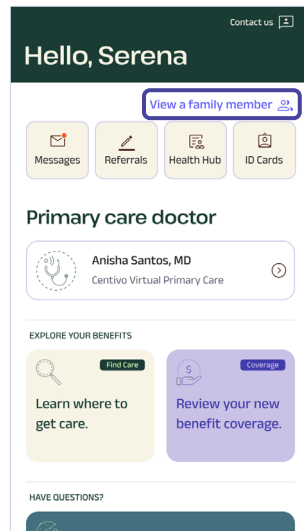 Contact us
Hello, Serena
View a family member
Messages
Referrals
Health Hub
ID Cards
Primary care doctor
Anisha Santos, MD
Centivo Virtual Primary Care
EXPLORE YOUR BENEFITS
Find Care
Learn where to
get care.
Coverage
$
Review your new
benefit coverage.
HAVE QUESTIONS?